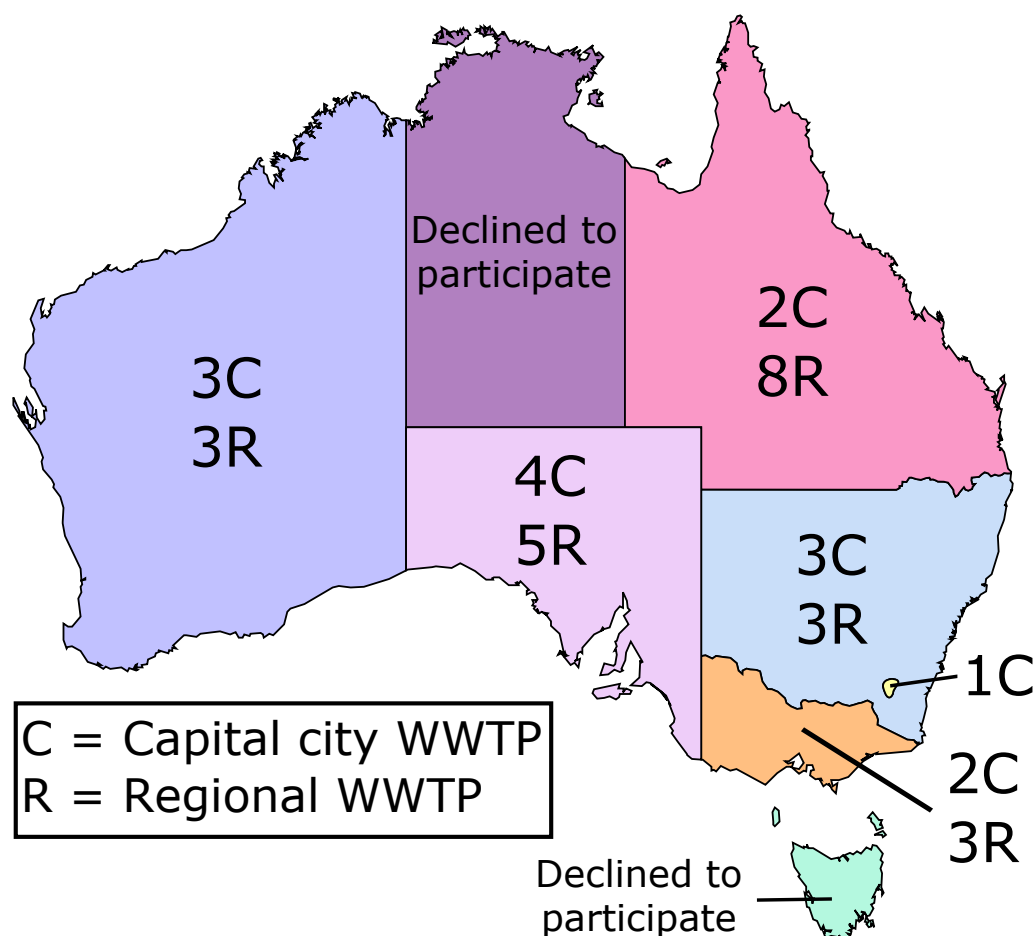 Declined to
participate
2C
8R
3C
3R
4C
5R
3C
3R
1C
C = Capital city WWTP
R = Regional WWTP
2C
3R
Declined to
participate